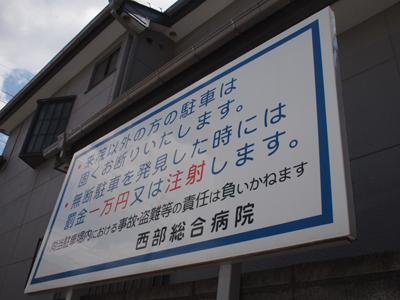 ・来院以外の方の駐車は
固くお断りいたします。
・無断駐車を発見した時には
罰金一万円又は注射します。
尚当駐車場内における事故・盗難等の責任は負いかねます
西部総合病院